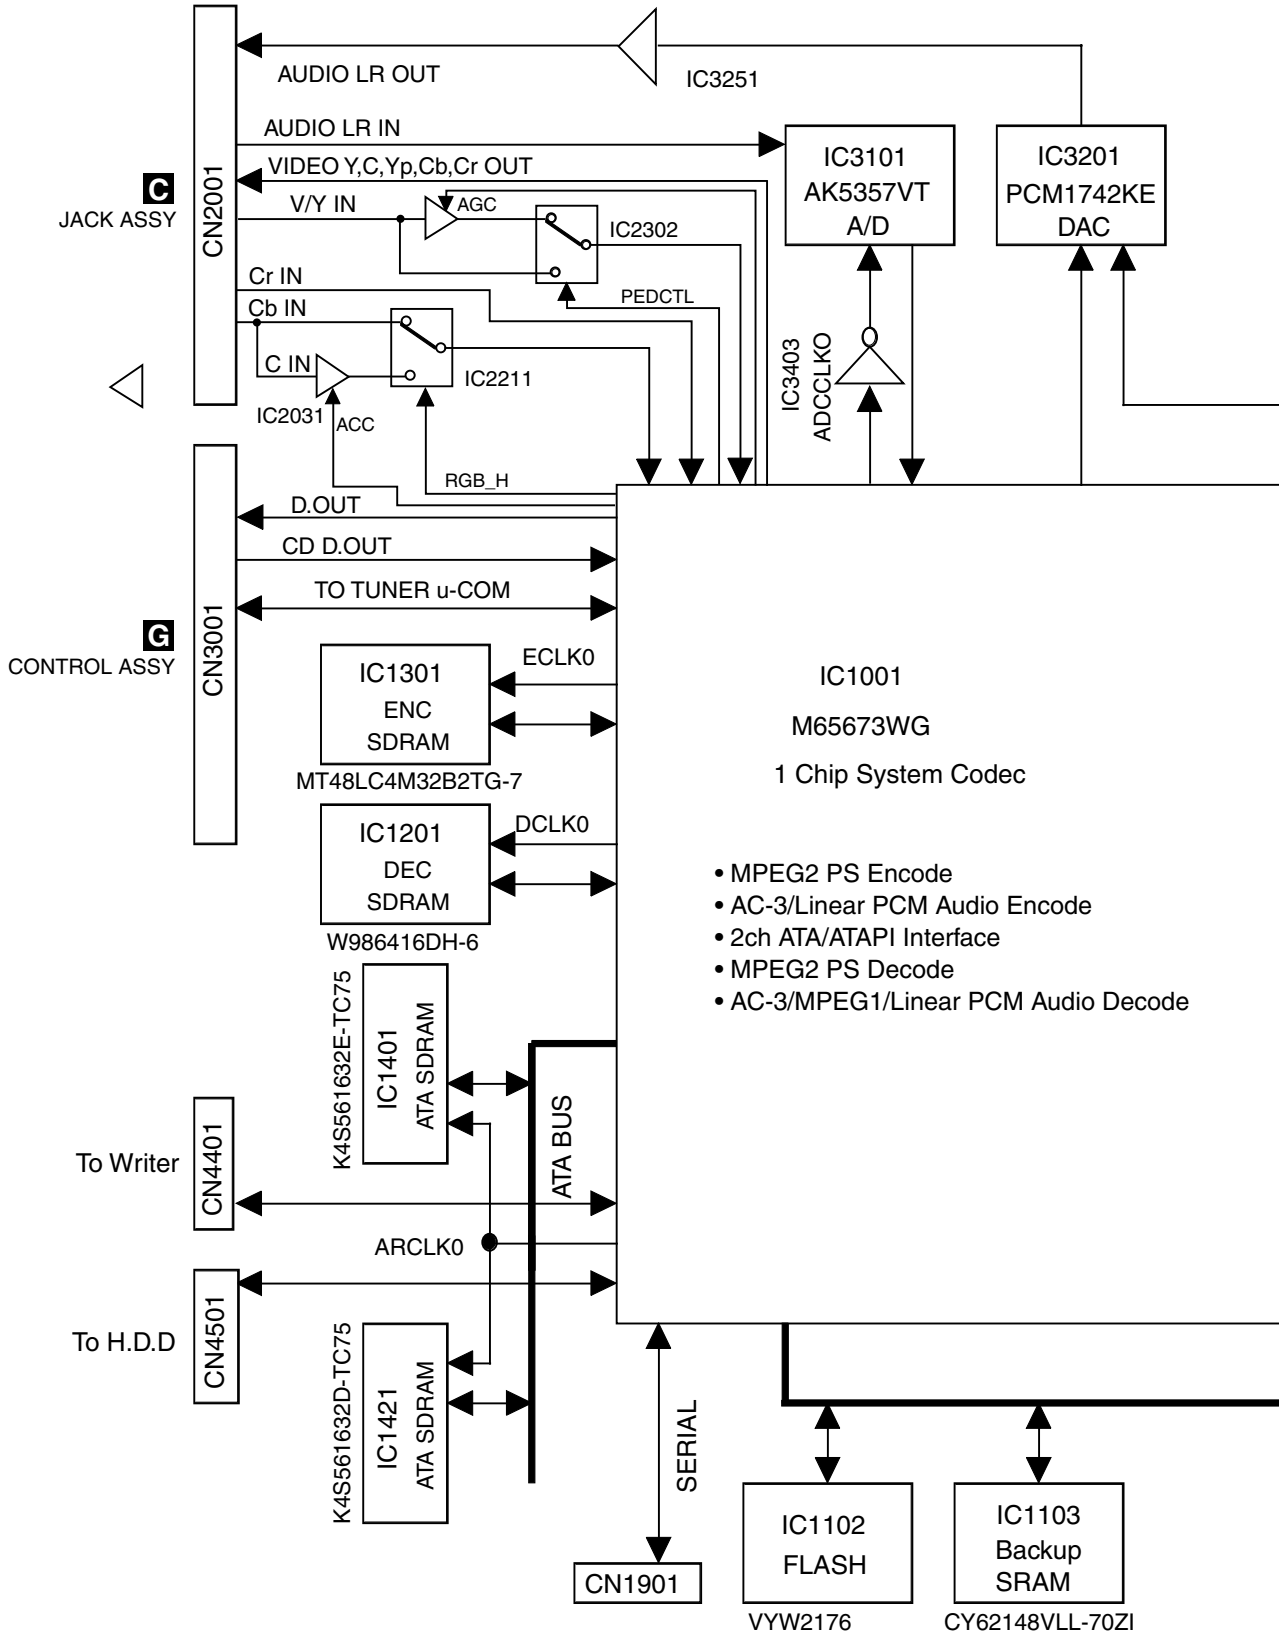 AUDIO LR OUT
IC3251
AUDIO LR IN
VIDEO Y,C,Yp,Cb,Cr OUT
V/Y IN
AGC
IC2302
C
JACK ASSY
CN2001
IC3101
AK5357VT
A/D
IC3201
PCM1742KE
DAC
Cr IN
Cb IN
PEDCTL
C IN
IC2211
IC2031
ACC
IC3403
ADCCLKO
RGB_H
D.OUT
CD D.OUT
TO TUNER u-COM
G
CONTROL ASSY
CN3001
IC1301
ENC
SDRAM
ECLK0
MT48LC4M32B2TG-7
IC1201
DEC
SDRAM
DCLK0
W986416DH-6
IC1001
M65673WG
1 Chip System Codec
• MPEG2 PS Encode
• AC-3/Linear PCM Audio Encode
• 2ch ATA/ATAPI Interface
• MPEG2 PS Decode
• AC-3/MPEG1/Linear PCM Audio Decode
K4S561632E-TC75
IC1401
ATA SDRAM
ATA BUS
To Writer
CN4401
ARCLK0
To H.D.D
CN4501
K4S561632D-TC75
IC1421
ATA SDRAM
SERIAL
CN1901
IC1102
FLASH
VYW2176
IC1103
Backup
SRAM
CY62148VLL-70ZI